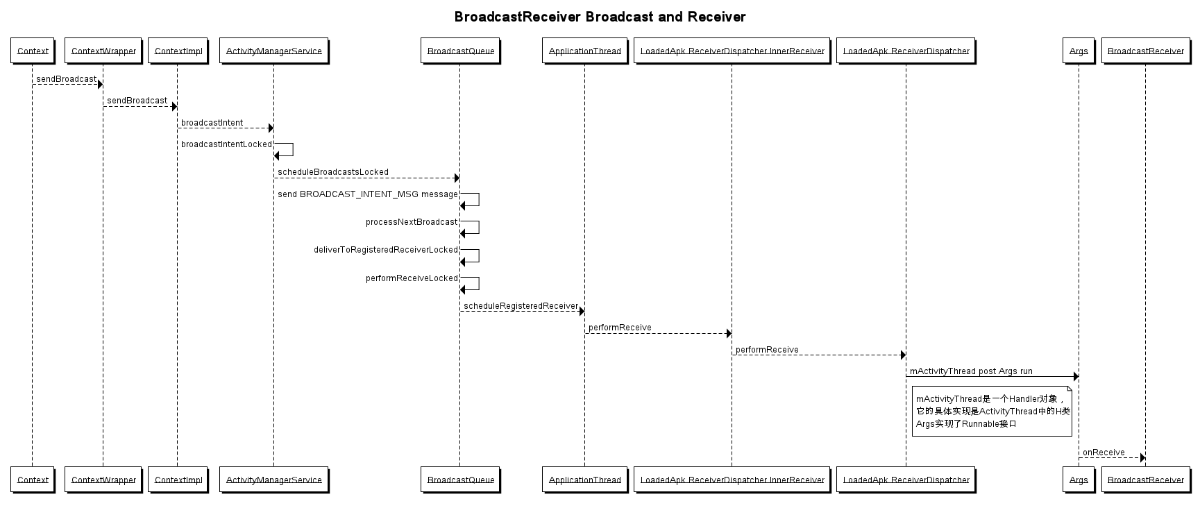 BroadcastReceiver Broadcast and Receiver
Context ContextWrapper ContextImpl ActivityManagerService BroadcastQueue ApplicationThread LoadedApk.ReceiverDispatcher.InnerReceiver LoadedApk.ReceiverDispatcher Args BroadcastReceiver
sendBroadcast
sendBroadcast
broadcastIntent
broadcastIntentLocked
scheduleBroadcastsLocked
send BROADCAST_INTENT_MSG message
processNextBroadcast
deliverToRegisteredReceiverLocked
performReceiveLocked
scheduleRegisteredReceiver
performReceive
performReceive
mActivityThread post Args run
mActivityThread是一个Handler对象，
它的具体实现是ActivityThread中的H类
Args实现了Runnable接口
onReceive
Context ContextWrapper ContextImpl ActivityManagerService BroadcastQueue ApplicationThread LoadedApk.ReceiverDispatcher.InnerReceiver LoadedApk.ReceiverDispatcher Args BroadcastReceiver